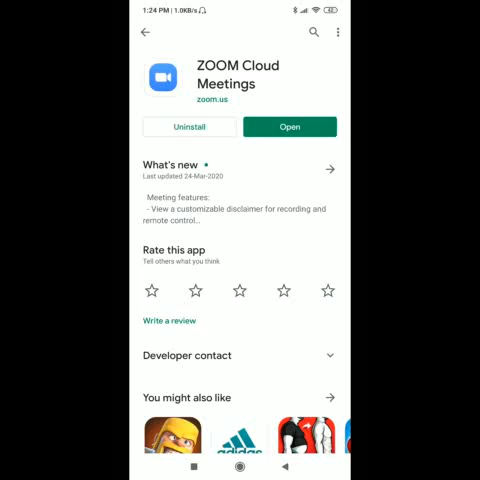 1:24 PM | 1.0KB/s
42
ZOOM Cloud
Meetings
zoom.us
Uninstall
Open
What's new
Last updated 24-Mar-2020
Meeting features:
- View a customizable disclaimer for recording and
remote control...
Rate this app
Tell others what you think
Write a review
Developer contact
You might also like
adidas